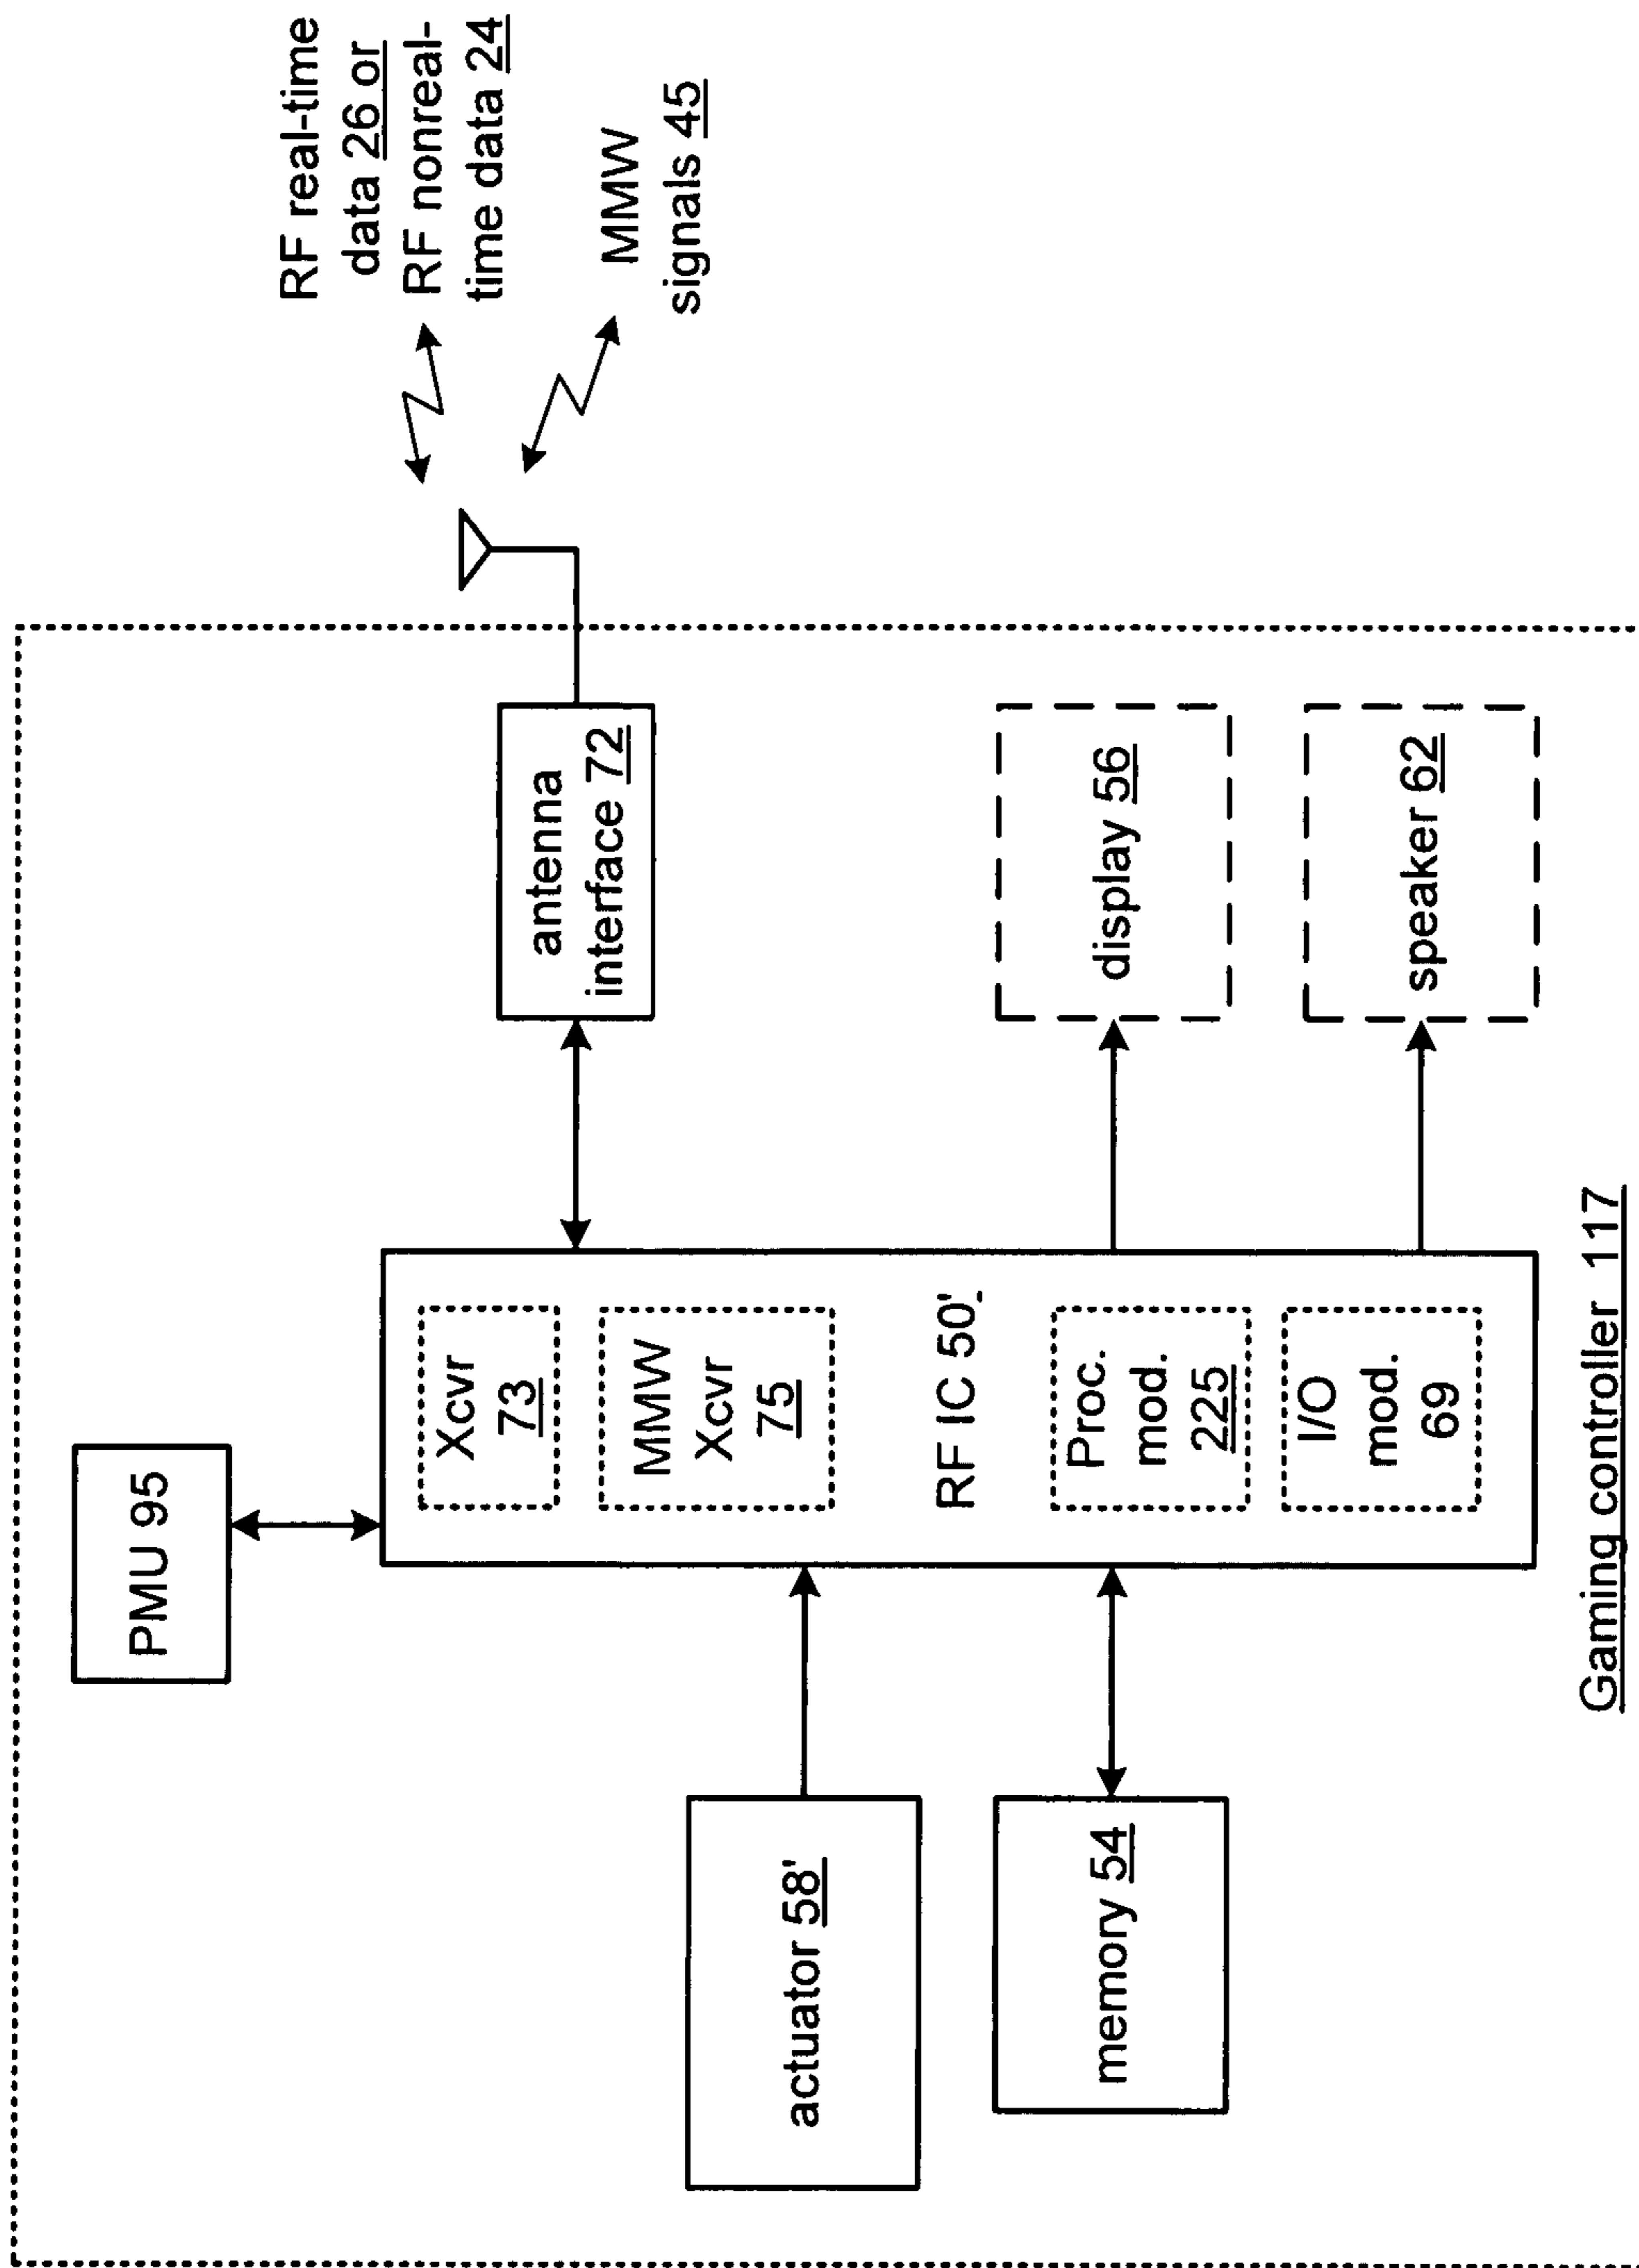 PMU 95
RF real-time
data 26 or
RF nonreal-
time data 24
MMW
signals 45
antenna
interface 72
Xcvr
73
MMW
Xcvr
75
RF IC 50'
Proc.
mod.
225
I/O
mod.
69
actuator 58'
memory 54
display 56
speaker 62
Gaming controller 117